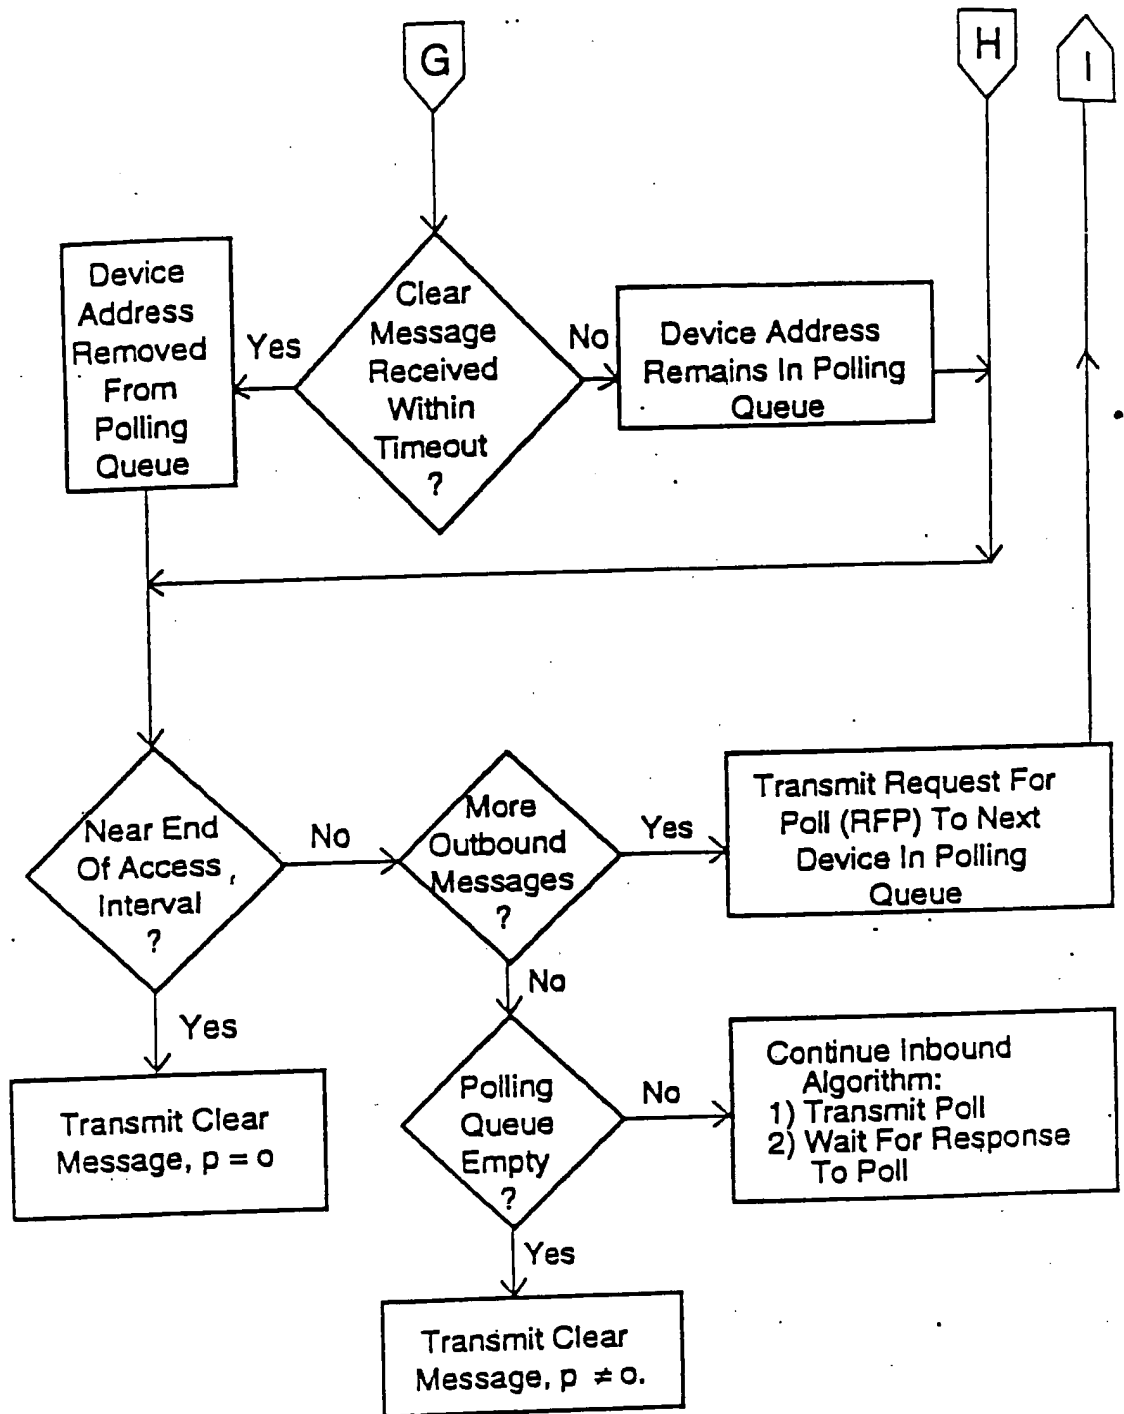 G
H
I
Device
Address
Removed
From
Polling
Queue
Yes
Clear
Message
Received
Within
Timeout
?
No
Device Address
Remains In Polling
Queue
Near End
Of Access
Interval
?
No
More
Outbound
Messages
?
Yes
Transmit Request For
Poll (RFP) To Next
Device In Polling
Queue
Yes
No
Transmit Clear
Message, p = o
Polling
Queue
Empty
?
No
Continue Inbound
Algorithm:
1) Transmit Poll
2) Wait For Response
To Poll
Yes
Transmit Clear
Message, p ≠ o.